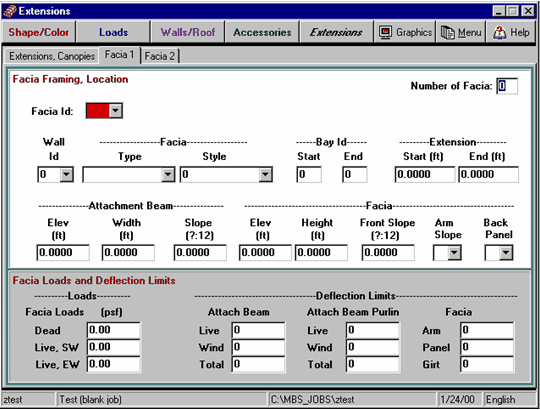 Extensions
Shape/Color Loads Walls/Roof Accessories Extensions Graphics Menu Help
Extensions, Canopies Facia 1 Facia 2
Facia Framing, Location
Number of Facia: 0
Facia Id:
Wall ----------------Facia---------------- ------Bay Id------ -----------Extension-----------
Id Type Style Start End Start (ft) End (ft)
0 0 0 0 0.0000 0.0000
-------------Attachment Beam------------- -----------------------------Facia-----------------------------
Elev Width Slope Elev Height Front Slope Arm Back
(ft) (ft) (?:12) (ft) (ft) (?:12) Slope Panel
0.0000 0.0000 0.0000 0.0000 0.0000 0.0000
Facia Loads and Deflection Limits
--------Loads-------- ----------------------------Deflection Limits----------------------------
Facia Loads (psf) Attach Beam Attach Beam Purlin Facia
Dead 0.00 Live 0 Live 0 Arm 0
Live, SW 0.00 Wind 0 Wind 0 Panel 0
Live, EW 0.00 Total 0 Total 0 Girt 0
ztest Test (blank job) C:\MBS_JOBS\ztest 1/24/00 English